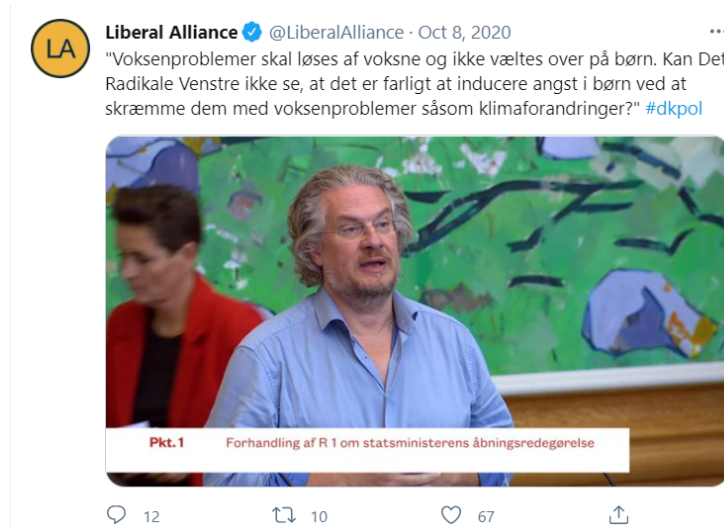 LA
Liberal Alliance @LiberalAlliance · Oct 8, 2020
"Voksenproblemer skal løses af voksne og ikke væltes over på børn. Kan Det
Radikale Venstre ikke se, at det er farligt at inducere angst i børn ved at
skræmme dem med voksenproblemer såsom klimaforandringer?" #dkpol
Pkt. 1 Forhandling af R 1 om statsministerens åbningsredegørelse
12 10 67